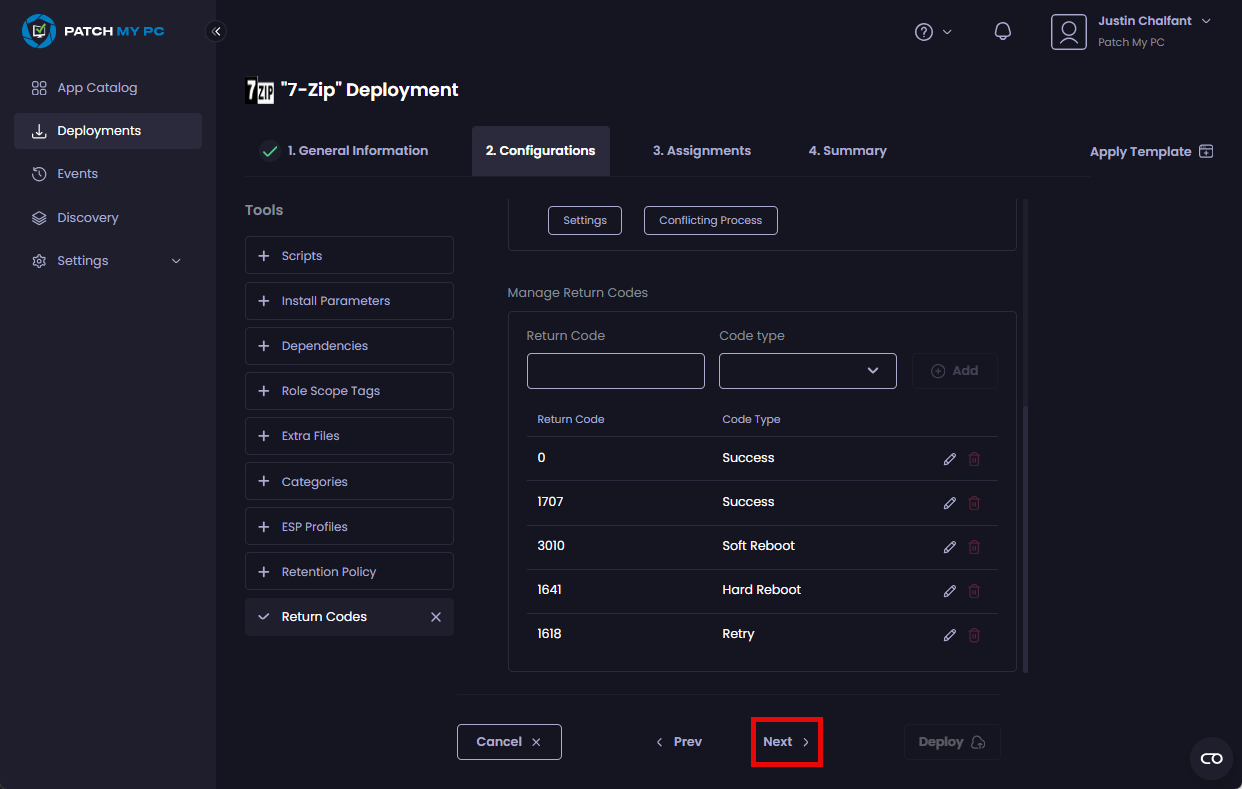 PATCH MY PC
Justin Chalfant
Patch My PC
App Catalog
Deployments
Events
Discovery
Settings
7ZIP "7-Zip" Deployment
1. General Information
2. Configurations
3. Assignments
4. Summary
Apply Template
Tools
Scripts
Install Parameters
Dependencies
Role Scope Tags
Extra Files
Categories
ESP Profiles
Retention Policy
Return Codes
Settings
Conflicting Process
Manage Return Codes
Return Code Code type
Add
Return Code Code Type
0 Success
1707 Success
3010 Soft Reboot
1641 Hard Reboot
1618 Retry
Cancel
Prev
Next
Deploy